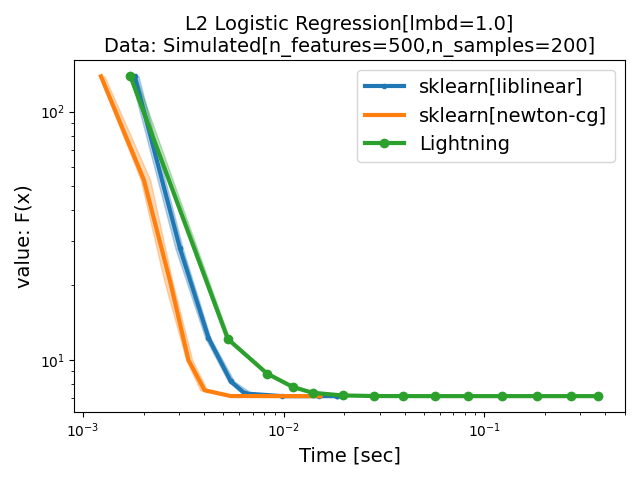 L2 Logistic Regression[lmbd=1.0]
Data: Simulated[n_features=500,n_samples=200]
value: F(x)
10²
10¹
sklearn[liblinear]
sklearn[newton-cg]
Lightning
10⁻³
10⁻²
10⁻¹
Time [sec]